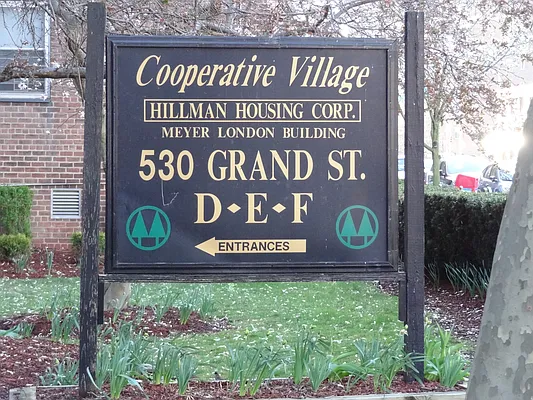 Cooperative Village
HILLMAN HOUSING CORP.
MEYER LONDON BUILDING
530 GRAND ST.
D•E•F
ENTRANCES